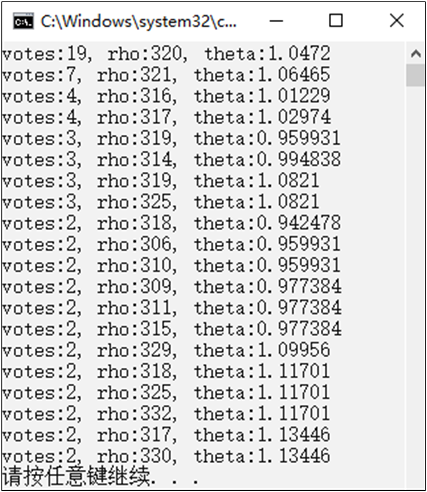 C:\Windows\system32\c...
votes:19, rho:320, theta:1.0472
votes:7, rho:321, theta:1.06465
votes:4, rho:316, theta:1.01229
votes:4, rho:317, theta:1.02974
votes:3, rho:319, theta:0.959931
votes:3, rho:314, theta:0.994838
votes:3, rho:319, theta:1.0821
votes:3, rho:325, theta:1.0821
votes:2, rho:318, theta:0.942478
votes:2, rho:306, theta:0.959931
votes:2, rho:310, theta:0.959931
votes:2, rho:309, theta:0.977384
votes:2, rho:311, theta:0.977384
votes:2, rho:315, theta:0.977384
votes:2, rho:329, theta:1.09956
votes:2, rho:318, theta:1.11701
votes:2, rho:325, theta:1.11701
votes:2, rho:332, theta:1.11701
votes:2, rho:317, theta:1.13446
votes:2, rho:330, theta:1.13446
请按任意键继续. . .